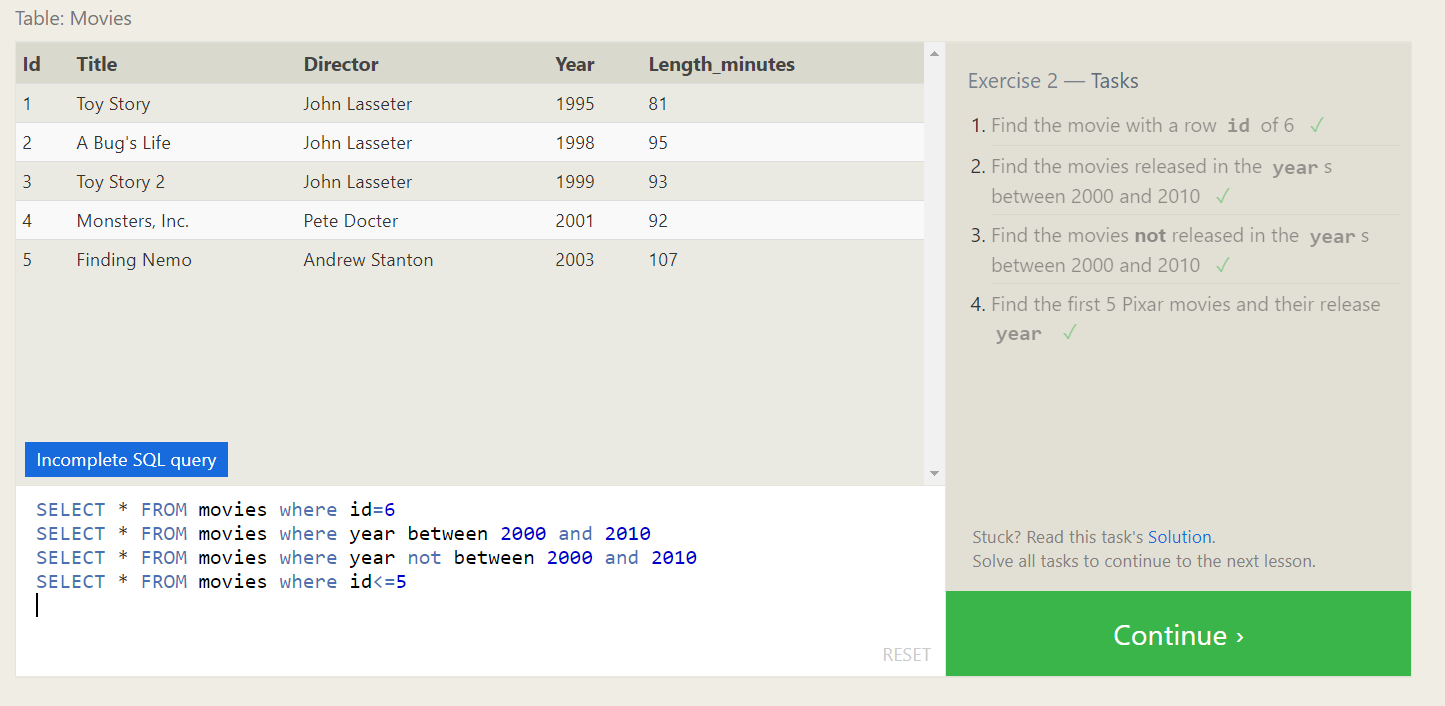 Table: Movies
Id Title Director Year Length_minutes
1 Toy Story John Lasseter 1995 81
2 A Bug's Life John Lasseter 1998 95
3 Toy Story 2 John Lasseter 1999 93
4 Monsters, Inc. Pete Docter 2001 92
5 Finding Nemo Andrew Stanton 2003 107
Incomplete SQL query
SELECT * FROM movies where id=6
SELECT * FROM movies where year between 2000 and 2010
SELECT * FROM movies where year not between 2000 and 2010
SELECT * FROM movies where id<=5
RESET
Exercise 2 — Tasks
1. Find the movie with a row id of 6 ✓
2. Find the movies released in the year s
between 2000 and 2010 ✓
3. Find the movies not released in the year s
between 2000 and 2010 ✓
4. Find the first 5 Pixar movies and their release
year ✓
Stuck? Read this task's Solution.
Solve all tasks to continue to the next lesson.
Continue ›